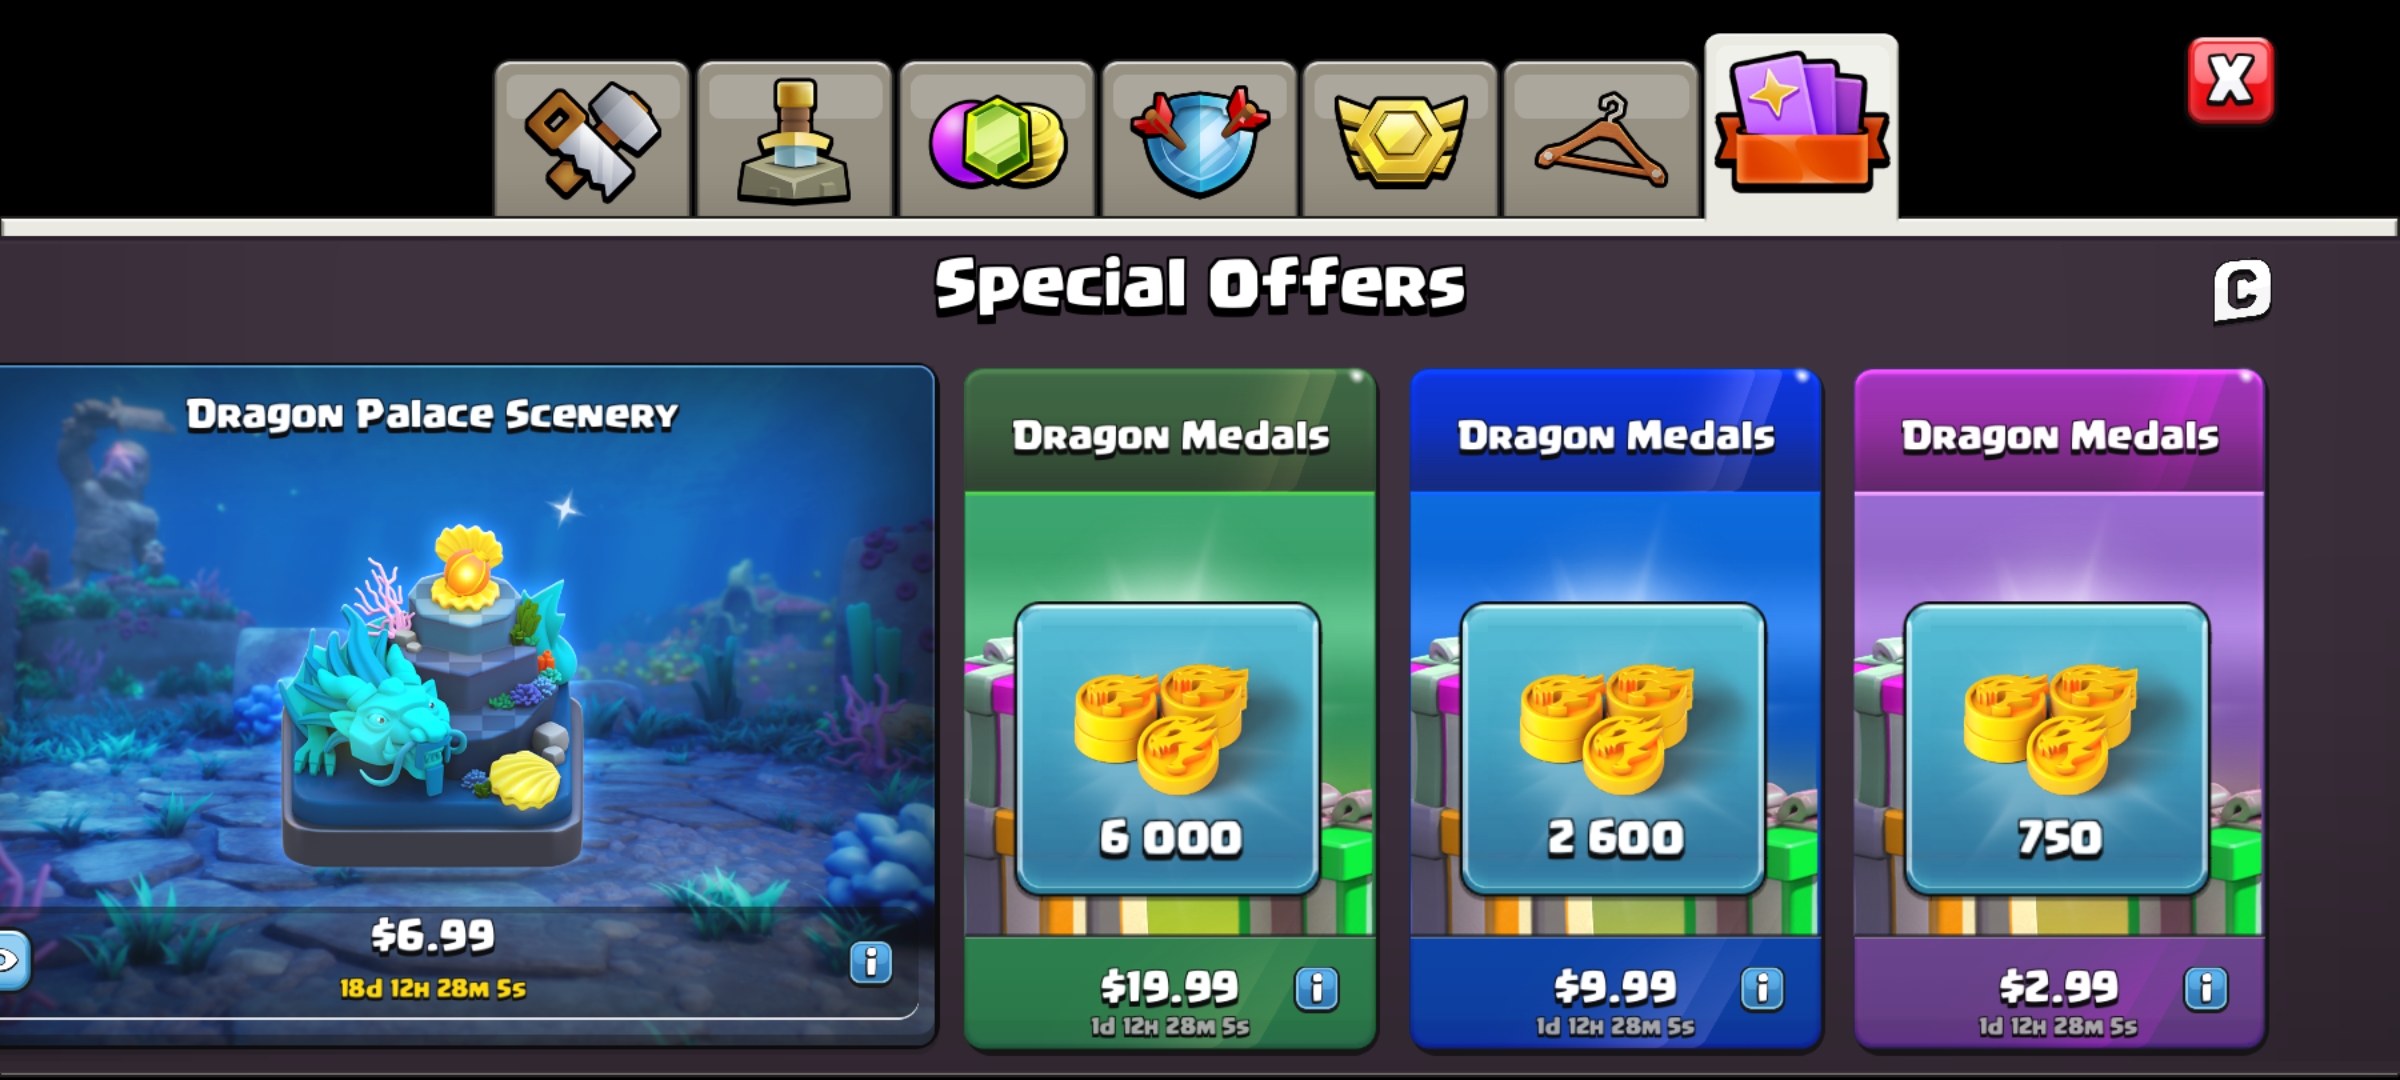 X
Special Offers
C
Dragon Palace Scenery
$6.99
18d 12H 28M 5s
i
Dragon Medals
6 000
$19.99
i
1d 12H 28M 5s
Dragon Medals
2 600
$9.99
i
1d 12H 28M 5s
Dragon Medals
750
$2.99
i
1d 12H 28M 5s